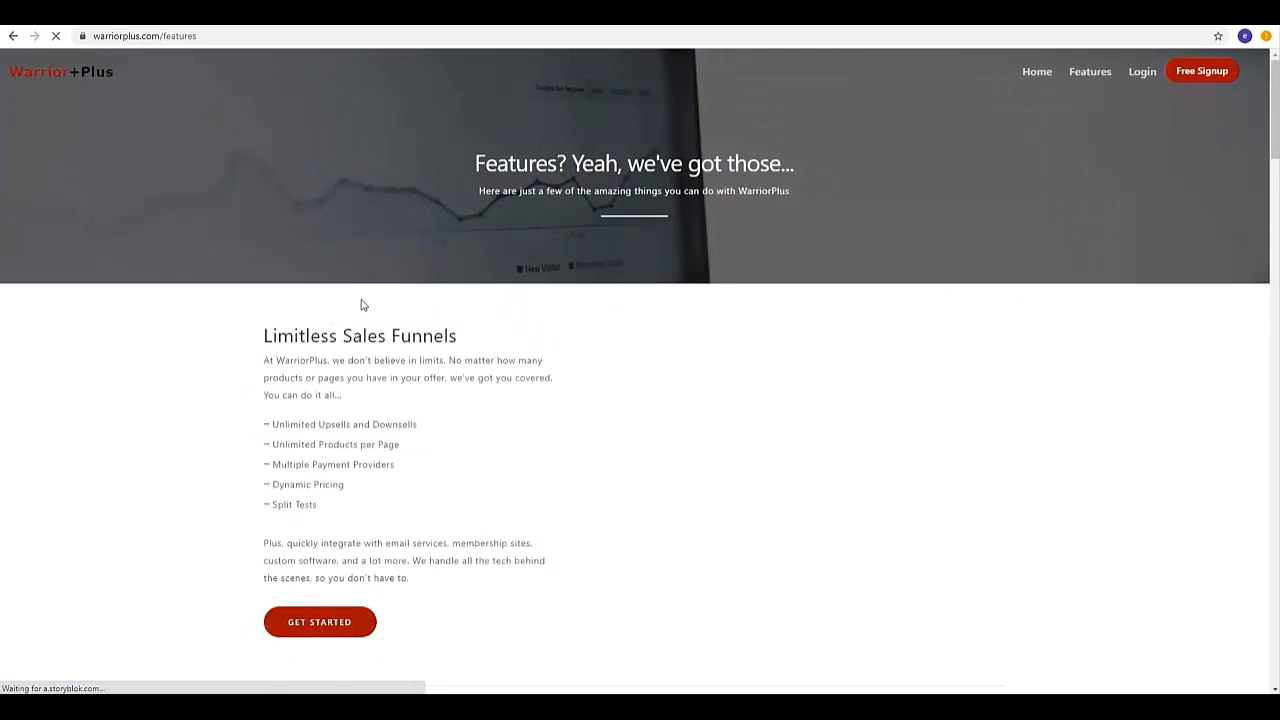 warriorplus.com/features
e
Warrior+Plus
Home Features Login Free Signup
Features? Yeah, we've got those...
Here are just a few of the amazing things you can do with WarriorPlus
New Visitor
Limitless Sales Funnels
At WarriorPlus, we don't believe in limits. No matter how many
products or pages you have in your offer, we've got you covered.
You can do it all...
– Unlimited Upsells and Downsells
– Unlimited Products per Page
– Multiple Payment Providers
– Dynamic Pricing
– Split Tests
Plus, quickly integrate with email services, membership sites,
custom software, and a lot more. We handle all the tech behind
the scenes, so you don't have to.
GET STARTED
Waiting for a.storyblok.com...